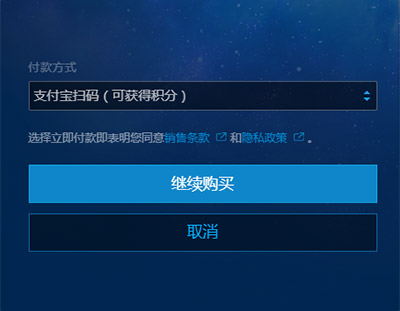 付款方式
支付宝扫码（可获得积分）
选择立即付款即表明您同意销售条款 和隐私政策 。
继续购买
取消